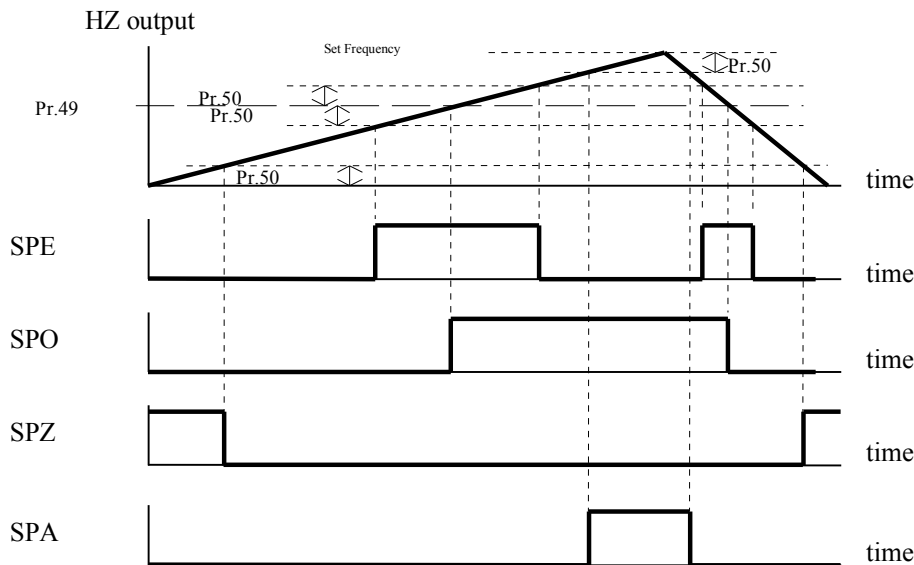 HZ output
Set Frequency
Pr.50
Pr.50
Pr.49
Pr.50
Pr.50
time
SPE
time
SPO
time
SPZ
time
SPA
time